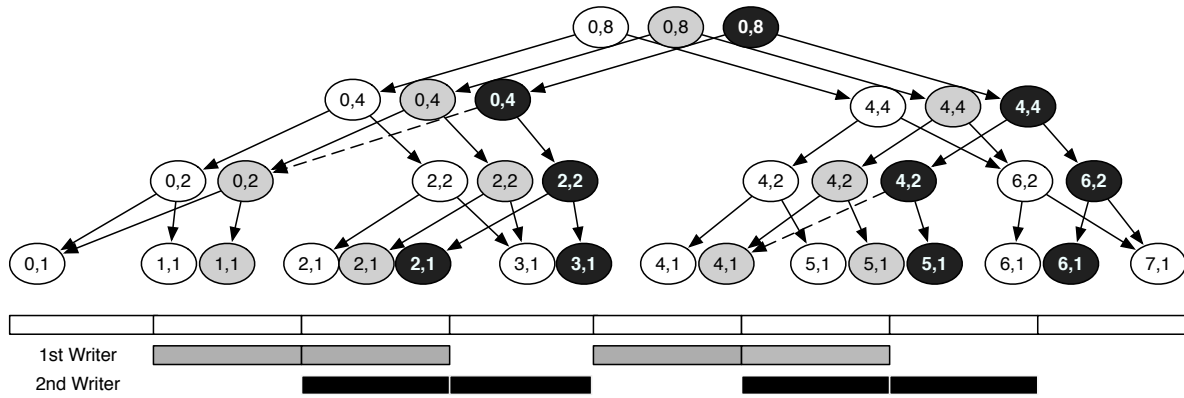 0,8 0,8 0,8
0,4 0,4 0,4 4,4 4,4 4,4
0,2 0,2 2,2 2,2 2,2 4,2 4,2 4,2 6,2 6,2
0,1 1,1 1,1 2,1 2,1 2,1 3,1 3,1 4,1 4,1 5,1 5,1 5,1 6,1 6,1 7,1
1st Writer
2nd Writer